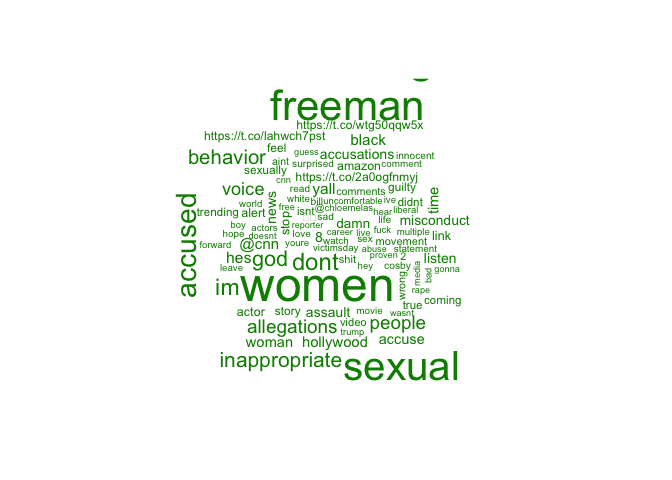 freeman
https://t.co/wtg50qqw5x
https://t.co/lahwch7pst
black
feel
behavior
guess
accusations
innocent
aint
surprised
amazon
comment
sexually
cnn
https://t.co/2a0ogfnmyj
voice
read
yall
comments
guilty
world
white
billuncomfortable
ive
didnt
time
trending
alert
news
stop
free
isnt
@chloemelas
hear
liberal
sad
misconduct
boy
actors
reporter
damn
life
accused
hope
doesnt
love
8
career
live
fuck
multiple
link
forward
@cnn
youre
watch
sex
movement
victimsday
abuse
statement
hes
god
dont
shit
proven
2
listen
leave
hey
cosby
wrong
media
bad
gonna
im
women
rape
true
coming
actor
story
assault
movie
wasnt
allegations
video
trump
people
woman
hollywood
accuse
inappropriate
sexual